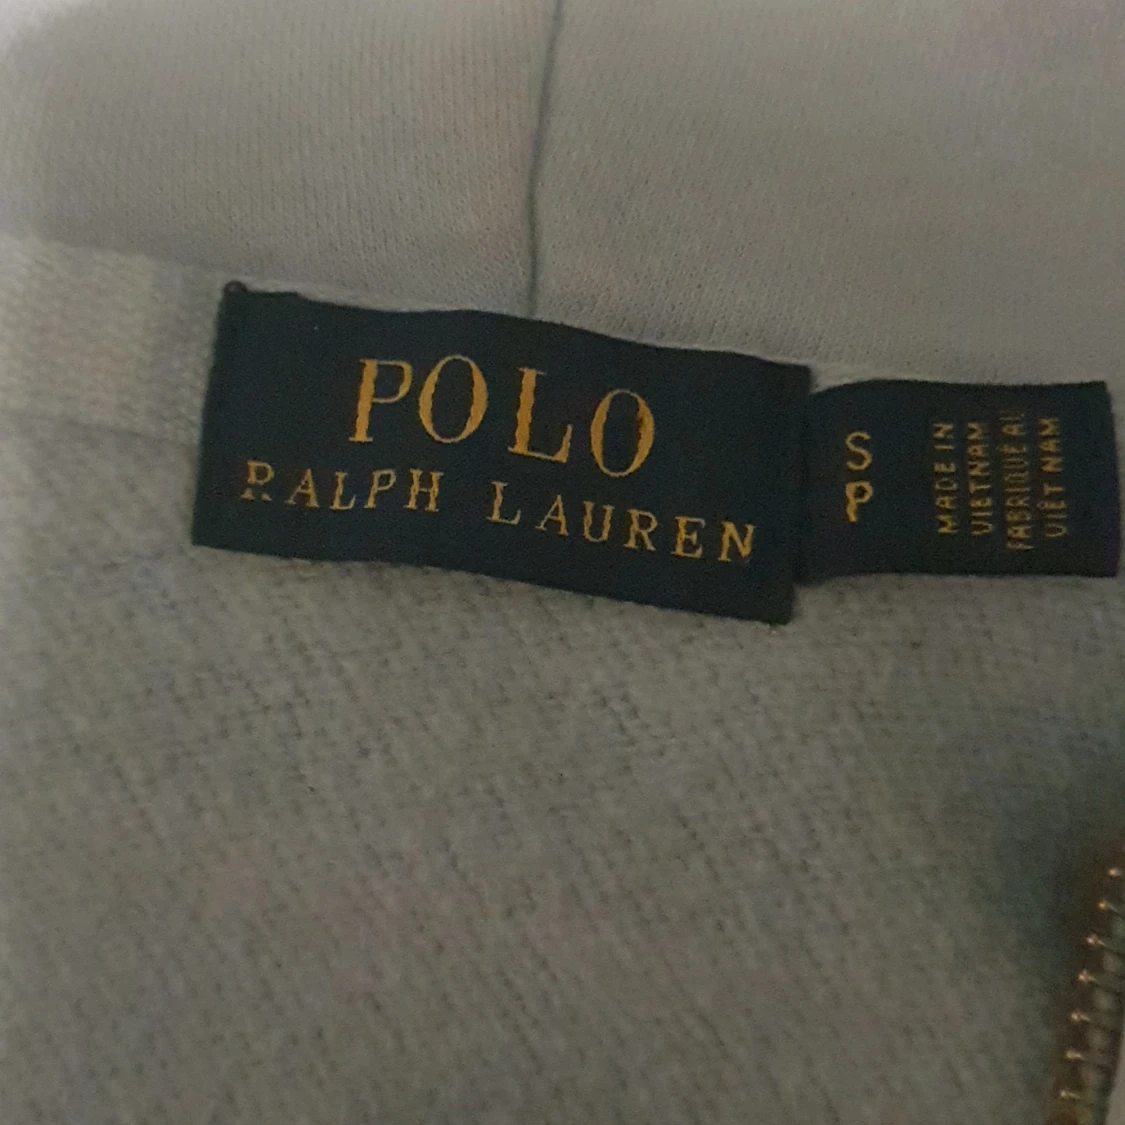 POLO
RALPH LAUREN
S
P
MADE IN
VIETNAM
FABRIQUÉ AU
VIÊT NAM